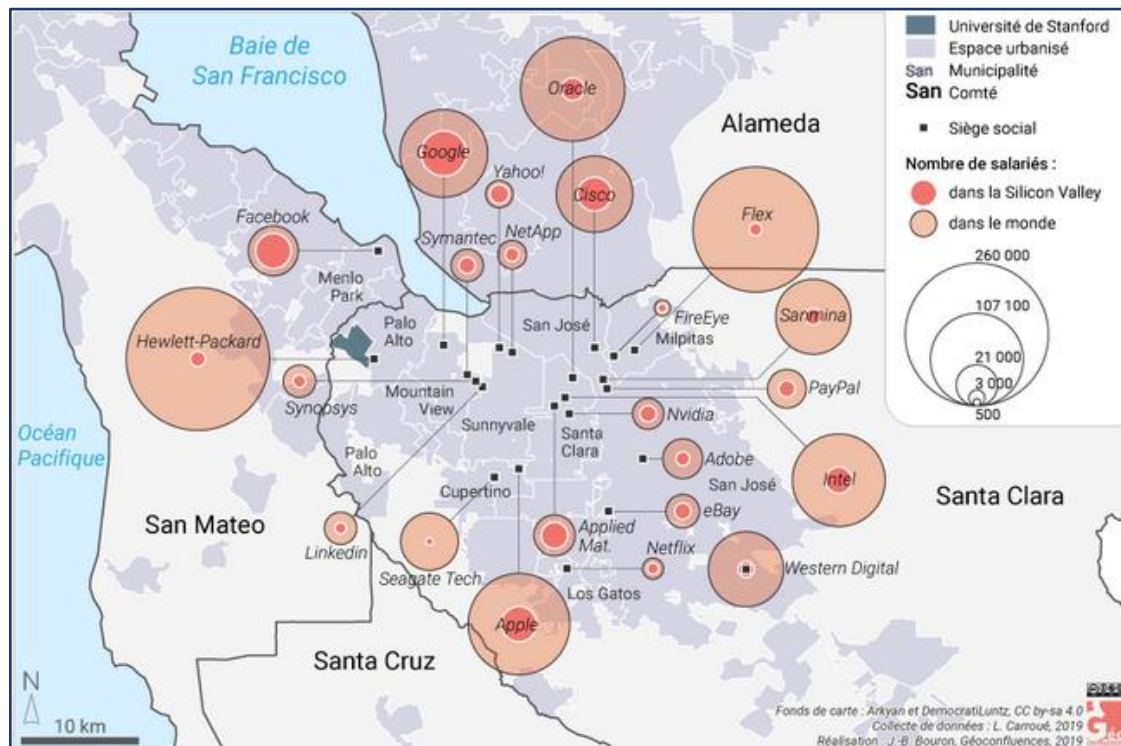 Baie de
San Francisco
Océan
Pacifique
Alameda
San Mateo
Santa Cruz
Santa Clara
Oracle
Google
Yahoo!
Cisco
Flex
Facebook
Symantec
NetApp
Menlo
Park
San José
FireEye
Milpitas
Sanmina
Hewlett-Packard
Palo
Alto
Synopsys
Mountain
View
Sunnyvale
Santa
Clara
Nvidia
PayPal
Palo
Alto
Cupertino
Adobe
San José
Intel
Linkedin
Seagate Tech.
Applied
Mat.
eBay
Netflix
Los Gatos
Western Digital
Apple
N
10 km
Université de Stanford
Espace urbanisé
San Municipalité
San Comté
Siège social
Nombre de salariés :
dans la Silicon Valley
dans le monde
260 000
107 100
21 000
3 000
500
Fonds de carte : Arkyan et DemocratiLuntz, CC by-sa 4.0
Collecte de données : L. Carroué, 2019
Réalisation : J.-B. Bouron, Géoconfluences, 2019
Géo